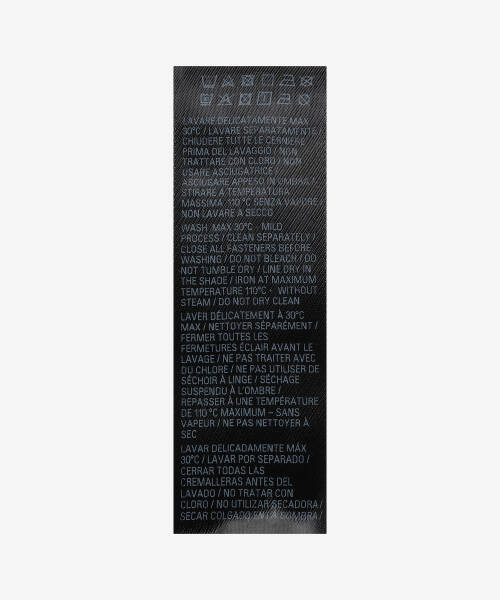 LAVARE DELICATAMENTE MAX
30°C / LAVARE SEPARATAMENTE /
CHIUDERE TUTTE LE CERNIERE
PRIMA DEL LAVAGGIO / NON
TRATTARE CON CLORO / NON
USARE ASCIUGATRICE /
ASCIUGARE APPESO IN OMBRA /
STIRARE A TEMPERATURA
MASSIMA 110°C SENZA VAPORE /
NON LAVARE A SECCO
WASH MAX 30°C - MILD
PROCESS / CLEAN SEPARATELY /
CLOSE ALL FASTENERS BEFORE
WASHING / DO NOT BLEACH / DO
NOT TUMBLE DRY / LINE DRY IN
THE SHADE / IRON AT MAXIMUM
TEMPERATURE 110°C - WITHOUT
STEAM / DO NOT DRY CLEAN
LAVER DÉLICATEMENT À 30°C
MAX / NETTOYER SÉPARÉMENT /
FERMER TOUTES LES
FERMETURES ÉCLAIR AVANT LE
LAVAGE / NE PAS TRAITER AVEC
DU CHLORE / NE PAS UTILISER DE
SÉCHOIR À LINGE / SÉCHAGE
SUSPENDU À L'OMBRE /
REPASSER À UNE TEMPÉRATURE
DE 110°C MAXIMUM – SANS
VAPEUR / NE PAS NETTOYER À
SEC
LAVAR DELICADAMENTE MÁX
30°C / LAVAR POR SEPARADO /
CERRAR TODAS LAS
CREMALLERAS ANTES DEL
LAVADO / NO TRATAR CON
CLORO / NO UTILIZAR SECADORA /
SECAR COLGADO EN LA SOMBRA /